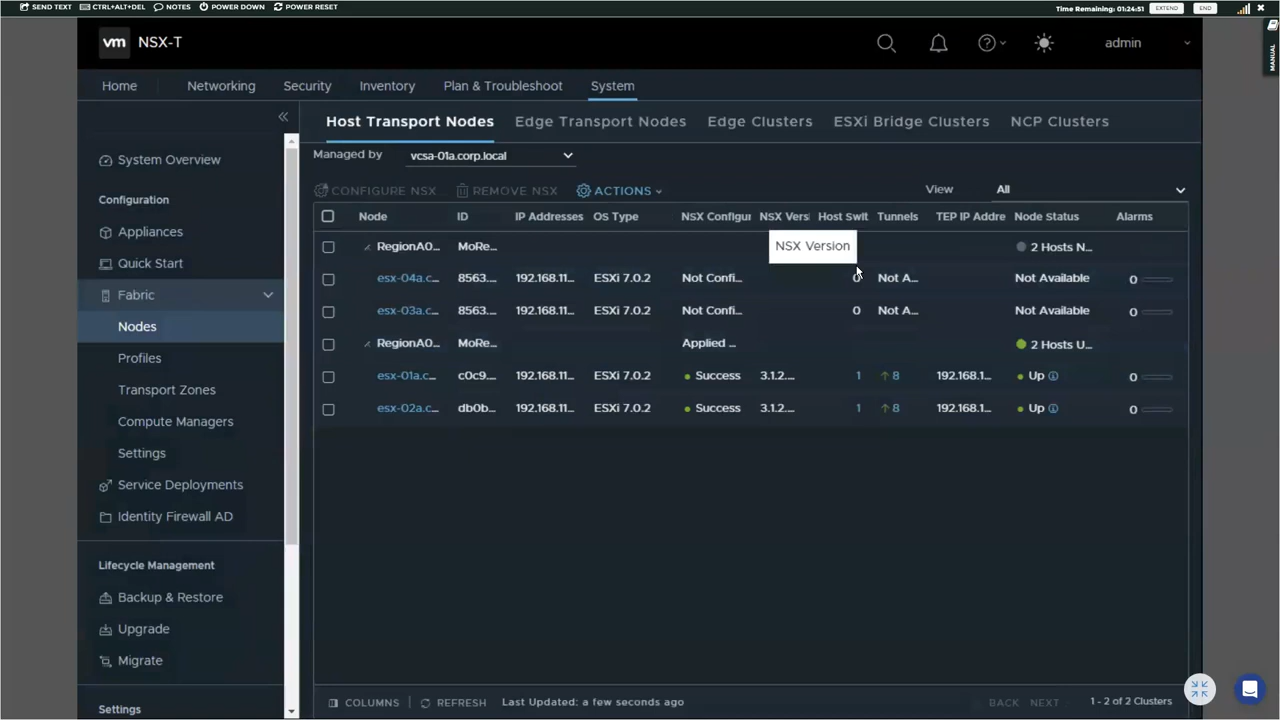 SEND TEXT CTRL+ALT+DEL NOTES POWER DOWN POWER RESET Time Remaining: 01:24:51 EXTEND END
MANUAL
vm NSX-T admin
Home Networking Security Inventory Plan & Troubleshoot System
Host Transport Nodes Edge Transport Nodes Edge Clusters ESXi Bridge Clusters NCP Clusters
Managed by vcsa-01a.corp.local
CONFIGURE NSX REMOVE NSX ACTIONS View All
Node ID IP Addresses OS Type NSX Configur NSX Versi Host Swit Tunnels TEP IP Addre Node Status Alarms
RegionA0... MoRe... 2 Hosts N...
NSX Version
esx-04a.c... 8563.... 192.168.11... ESXi 7.0.2 Not Confi... 0 Not A... Not Available 0
esx-03a.c... 8563.... 192.168.11... ESXi 7.0.2 Not Confi... 0 Not A... Not Available 0
RegionA0... MoRe... Applied ... 2 Hosts U...
esx-01a.c... c0c9.... 192.168.11... ESXi 7.0.2 Success 3.1.2.... 1 8 192.168.1... Up 0
esx-02a.c... db0b... 192.168.11... ESXi 7.0.2 Success 3.1.2.... 1 8 192.168.1... Up 0
System Overview
Configuration
Appliances
Quick Start
Fabric
Nodes
Profiles
Transport Zones
Compute Managers
Settings
Service Deployments
Identity Firewall AD
Lifecycle Management
Backup & Restore
Upgrade
Migrate
Settings
COLUMNS REFRESH Last Updated: a few seconds ago BACK NEXT 1 - 2 of 2 Clusters